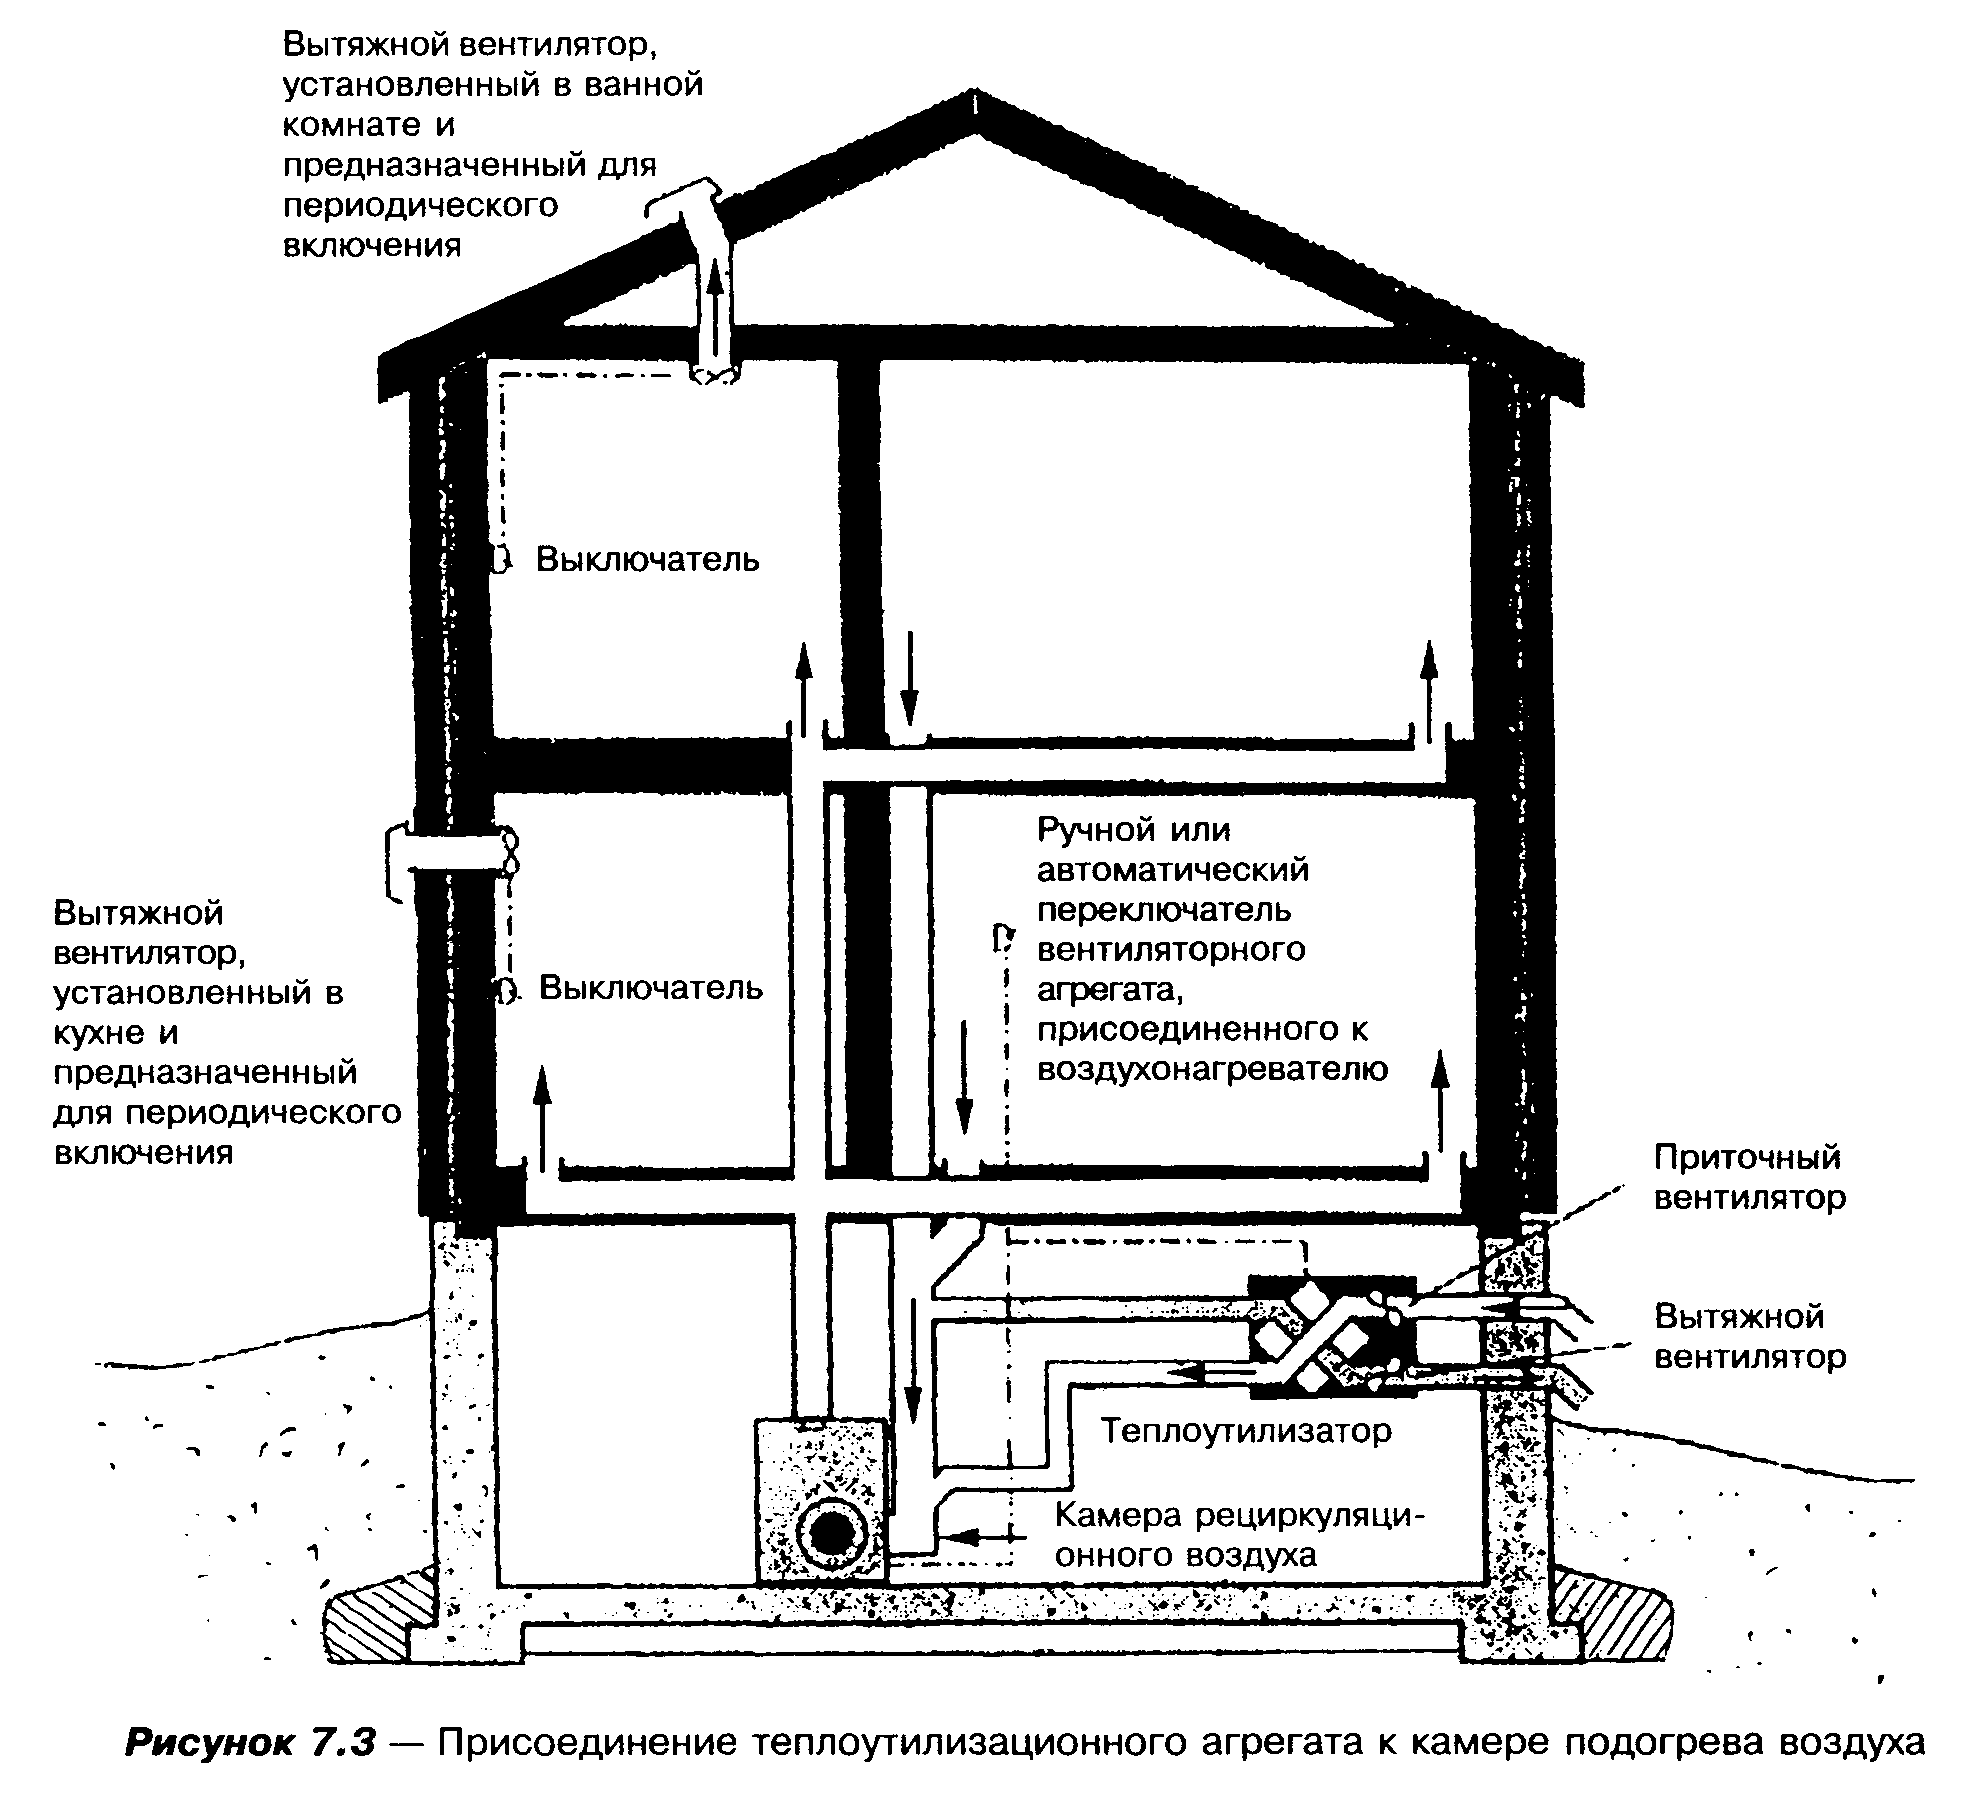 Вытяжной вентилятор,
установленный в ванной
комнате и
предназначенный для
периодического
включения
Выключатель
Ручной или
автоматический
переключатель
вентиляторного
агрегата,
присоединенного к
воздухонагревателю
Вытяжной
вентилятор,
установленный в
кухне и
предназначенный
для периодического
включения
Выключатель
Приточный
вентилятор
Вытяжной
вентилятор
Теплоутилизатор
Камера рециркуляци-
онного воздуха
Рисунок 7.3 — Присоединение теплоутилизационного агрегата к камере подогрева воздуха